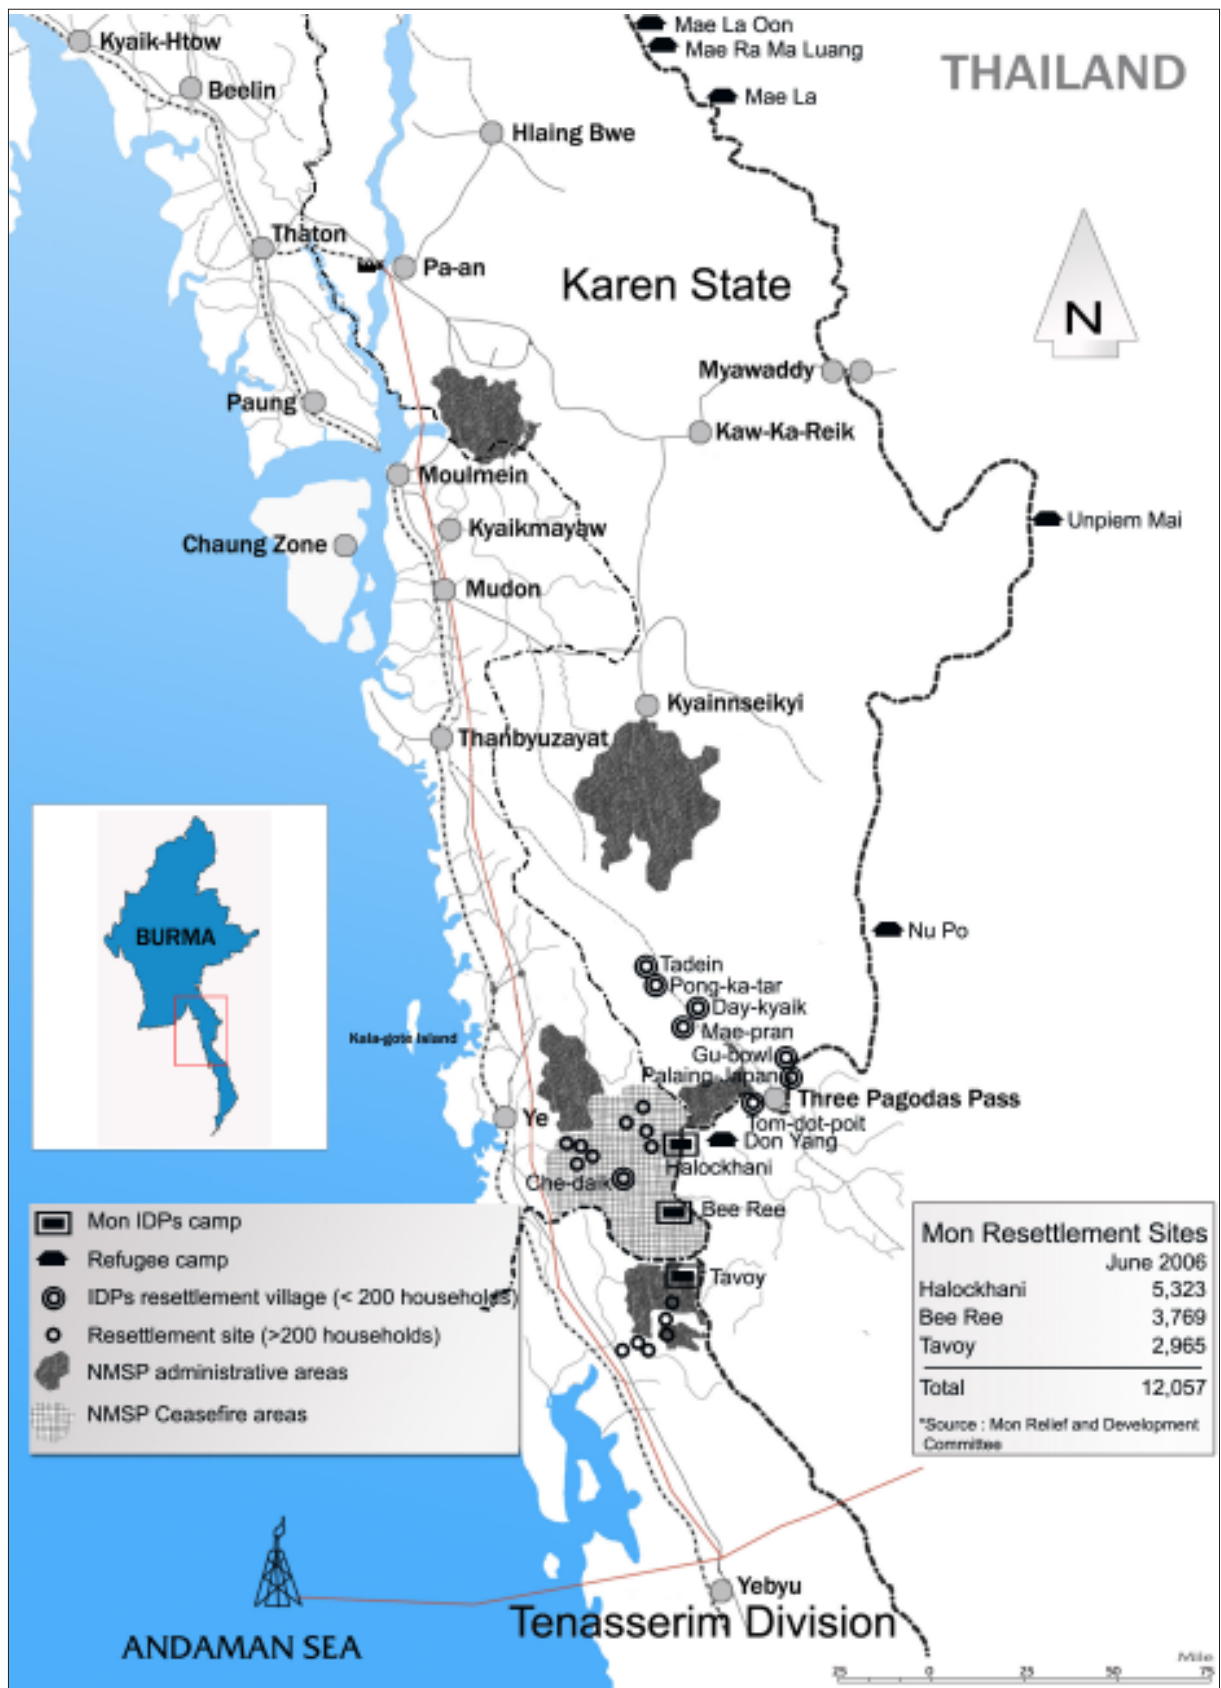 Mae La Oon
Mae Ra Ma Luang
THAILAND
Kyaik-Htow
Beelin
Mae La
Hlaing Bwe
Thaton
Pa-an
Karen State
N
Myawaddy
Paung
Kaw-Ka-Reik
Moulmein
Unpiem Mai
Kyaikmayaw
Chaung Zone
Mudon
Kyainnseikyi
Thanbyuzayat
BURMA
Nu Po
Tadein
Pong-ka-tar
Day-kyaik
Mae-pran
Kala-gote Island
Gu-bowl
Palaing-Japan
Three Pagodas Pass
Ye
Tom-dot-poit
Don Yang
Halockhani
Che-daik
Bee Ree
Tavoy
Mon IDPs camp
Refugee camp
IDPs resettlement village (< 200 households)
Resettlement site (>200 households)
NMSP administrative areas
NMSP Ceasefire areas
Mon Resettlement Sites
June 2006
Halockhani 5,323
Bee Ree 3,769
Tavoy 2,965
Total 12,057
*Source : Mon Relief and Development
Committee
Yebyu
Tenasserim Division
ANDAMAN SEA
Mile
25 0 25 50 75